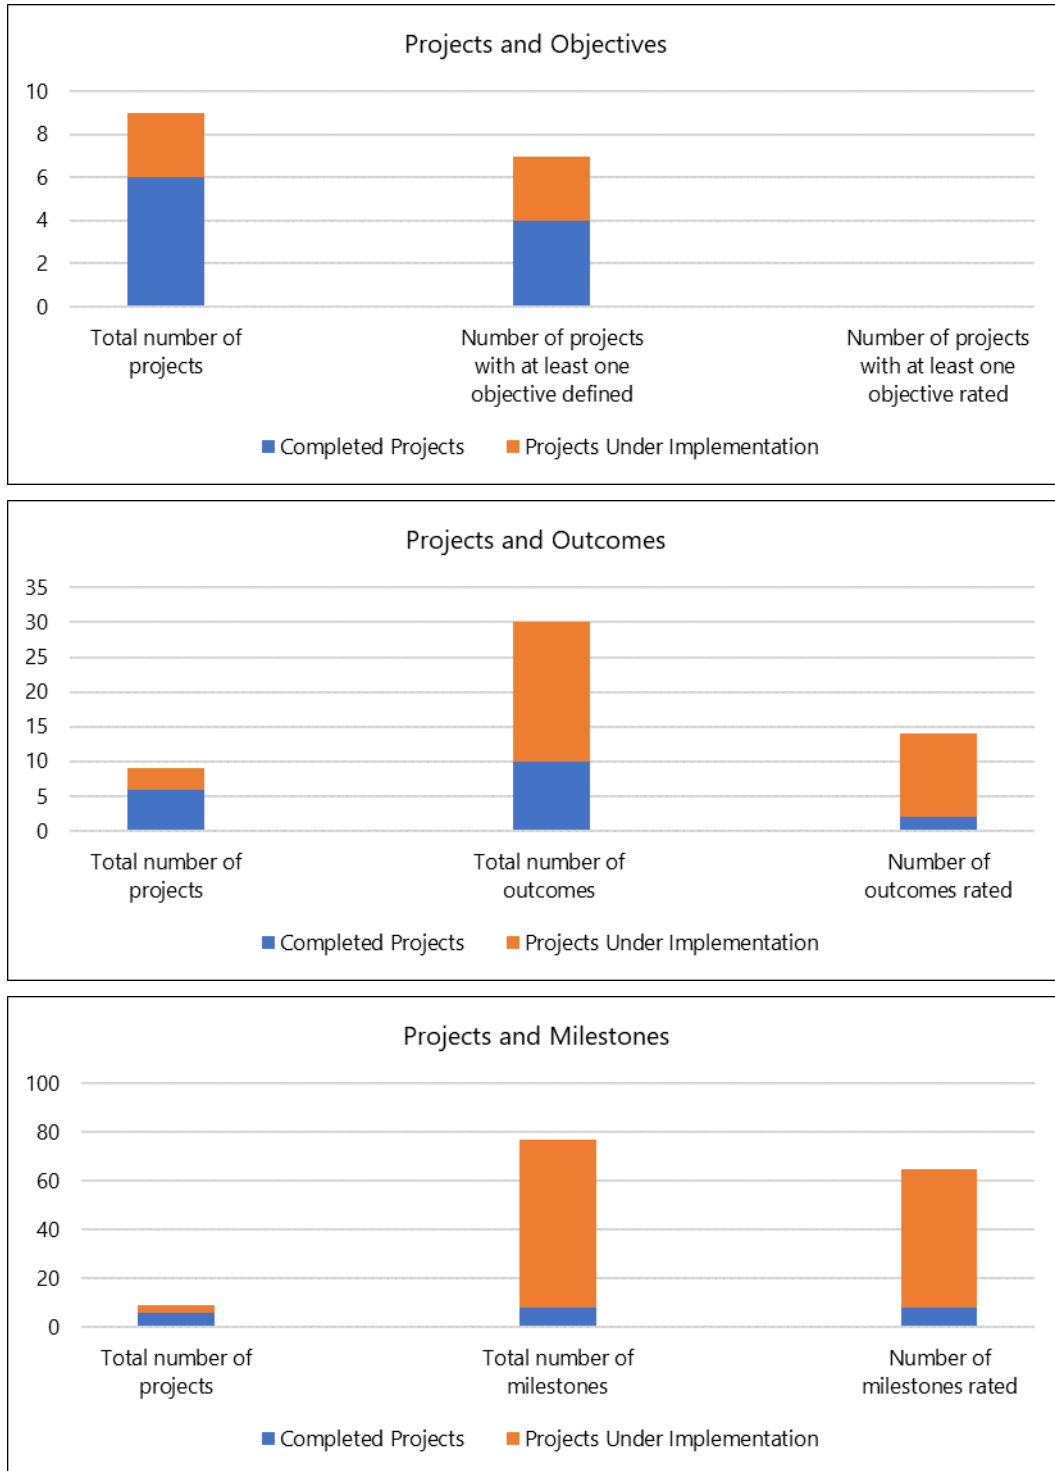 Projects and Objectives
10
8
6
4
2
0
Total number of
projects
Number of projects
with at least one
objective defined
Number of projects
with at least one
objective rated
Completed Projects
Projects Under Implementation
Projects and Outcomes
35
30
25
20
15
10
5
0
Total number of
projects
Total number of
outcomes
Number of
outcomes rated
Completed Projects
Projects Under Implementation
Projects and Milestones
100
80
60
40
20
0
Total number of
projects
Total number of
milestones
Number of
milestones rated
Completed Projects
Projects Under Implementation